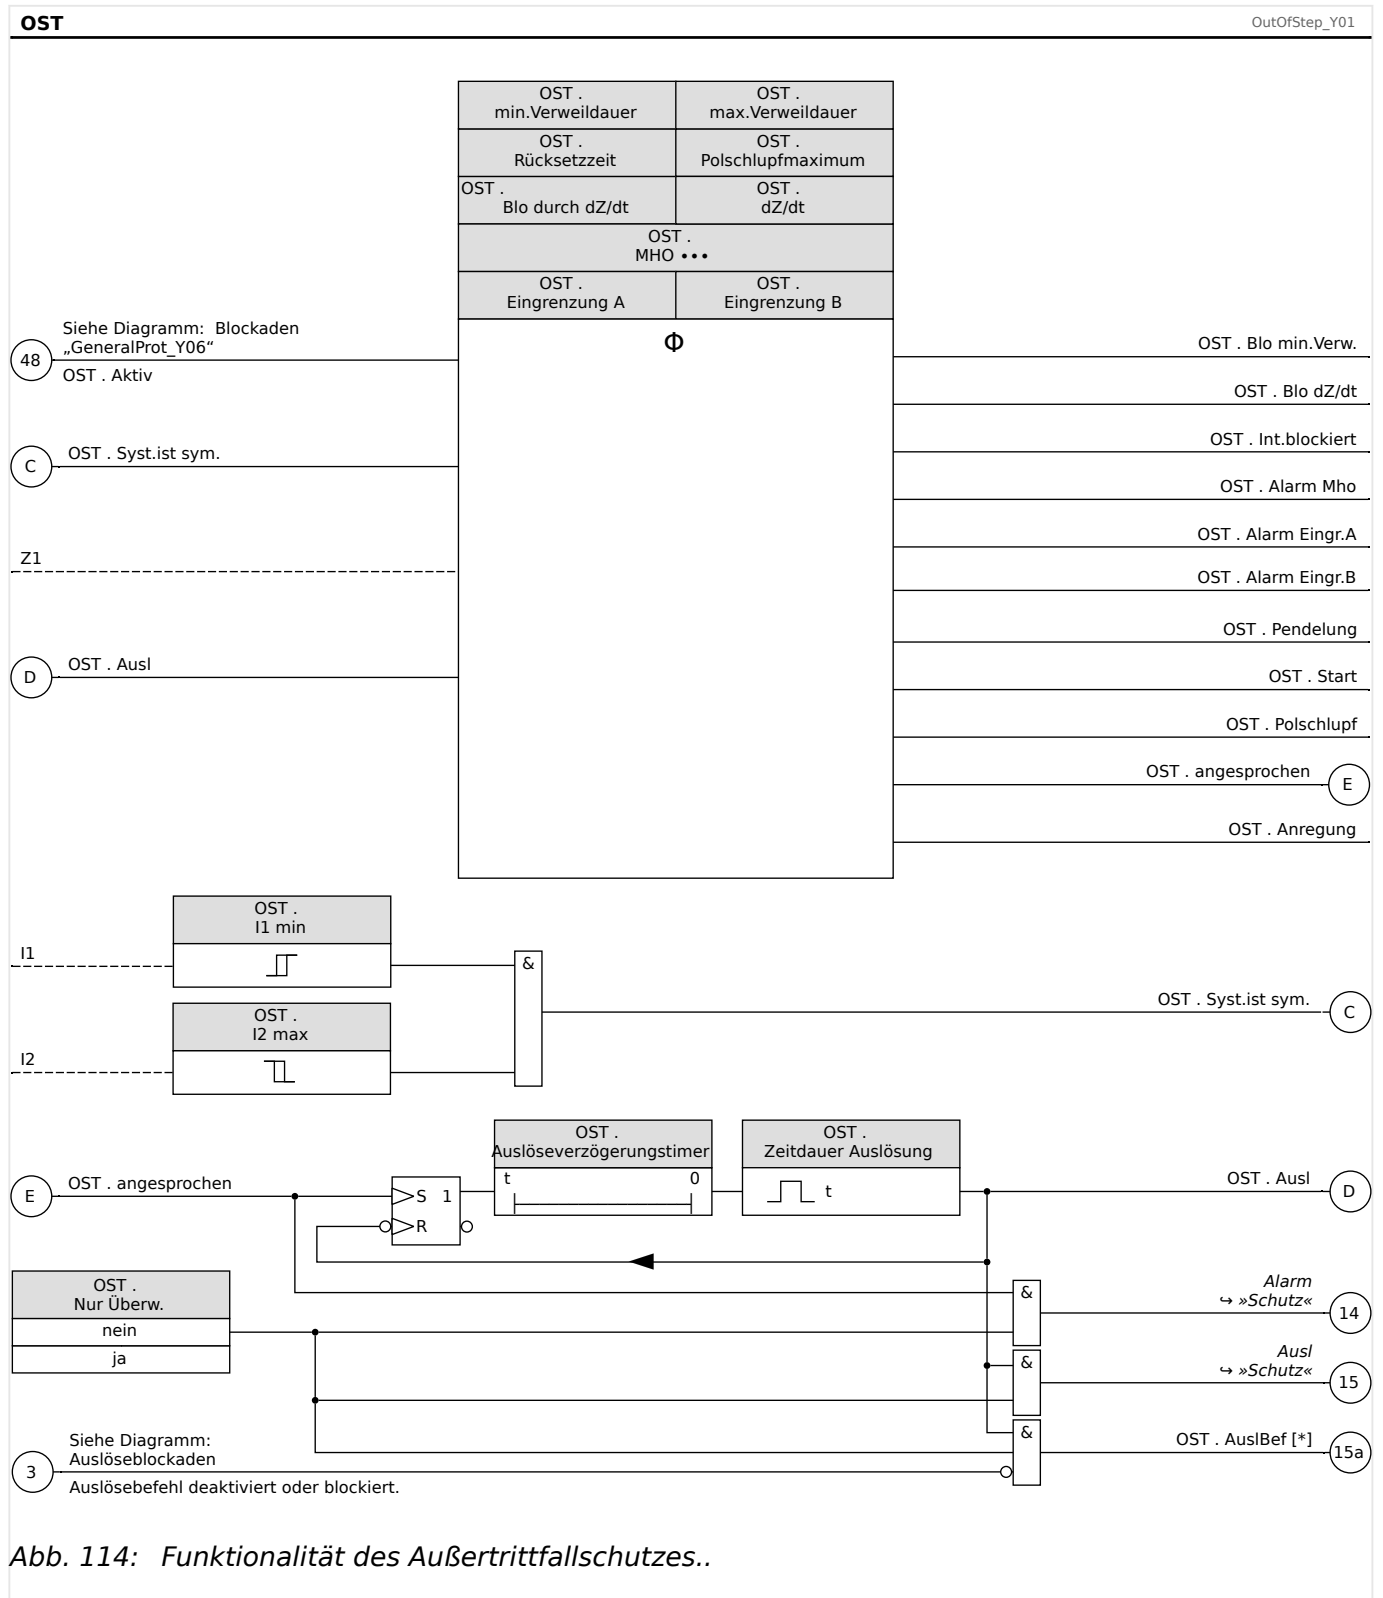 OST
OutOfStep_Y01
OST .
min.Verweildauer
OST .
max.Verweildauer
OST .
Rücksetzzeit
OST .
Polschlupfmaximum
OST .
Blo durch dZ/dt
OST .
dZ/dt
OST .
MHO •••
OST .
Eingrenzung A
OST .
Eingrenzung B
Φ
Siehe Diagramm: Blockaden
„GeneralProt_Y06“
48
OST . Aktiv
C
OST . Syst.ist sym.
Z1
D
OST . Ausl
OST . Blo min.Verw.
OST . Blo dZ/dt
OST . Int.blockiert
OST . Alarm Mho
OST . Alarm Eingr.A
OST . Alarm Eingr.B
OST . Pendelung
OST . Start
OST . Polschlupf
OST . angesprochen
E
OST . Anregung
OST .
I1 min
I1
OST .
I2 max
I2
&
OST . Syst.ist sym.
C
E
OST . angesprochen
S 1
R
OST .
Auslöseverzögerungstimer
t 0
OST .
Zeitdauer Auslösung
t
OST . Ausl
D
OST .
Nur Überw.
nein
ja
&
Alarm
↪ »Schutz«
14
&
Ausl
↪ »Schutz«
15
&
OST . AuslBef [*]
15a
Siehe Diagramm:
Auslöseblockaden
3
Auslösebefehl deaktiviert oder blockiert.
Abb. 114: Funktionalität des Außertrittfallschutzes..